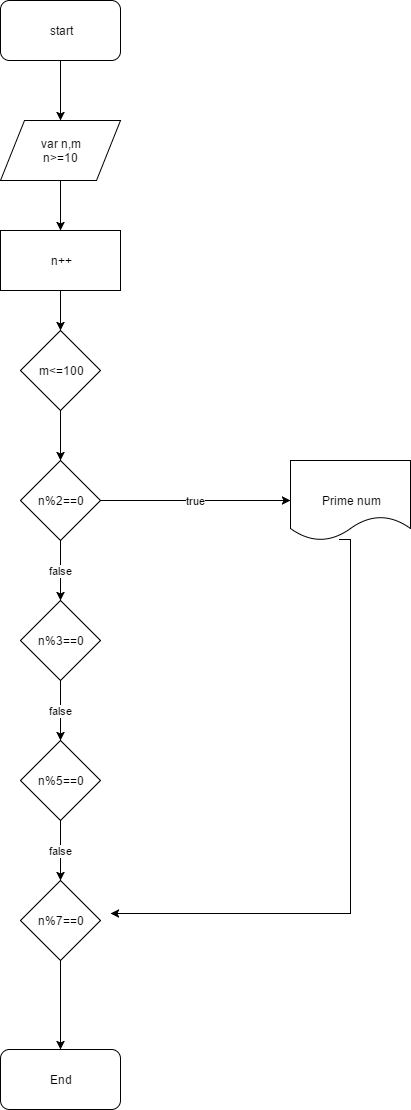 start
var n,m
n>=10
n++
m<=100
n%2==0
true
Prime num
false
n%3==0
false
n%5==0
false
n%7==0
End